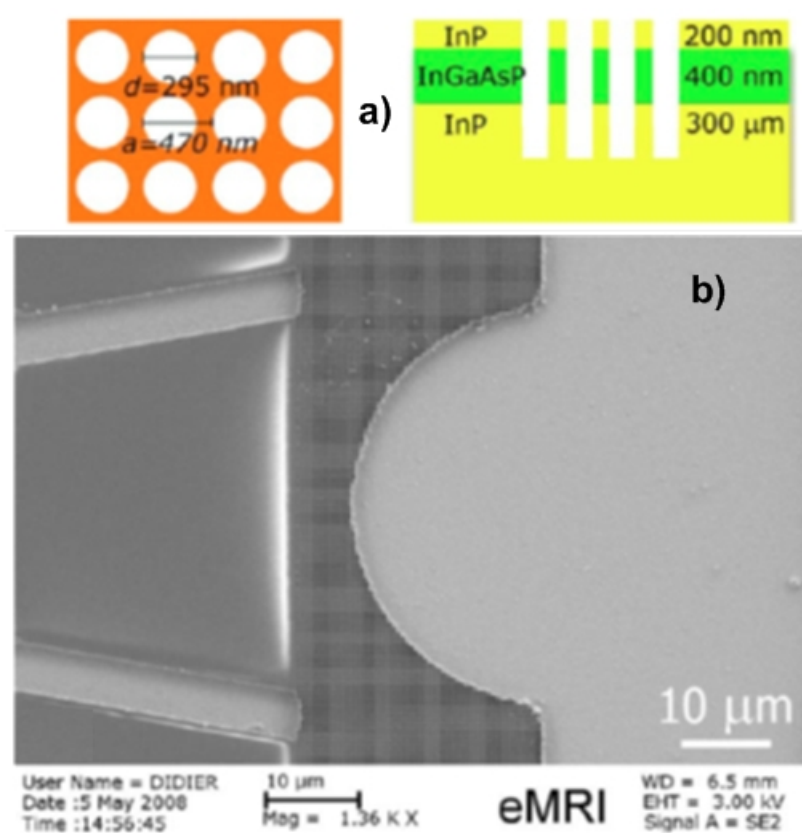 d=295 nm
a=470 nm
a)
InP 200 nm
InGaAsP 400 nm
InP 300 μm
b)
10 μm
User Name = DIDIER
Date :5 May 2008
Time :14:56:45
10 μm
Mag = 1.36 K X
eMRI
WD = 6.5 mm
EHT = 3.00 kV
Signal A = SE2